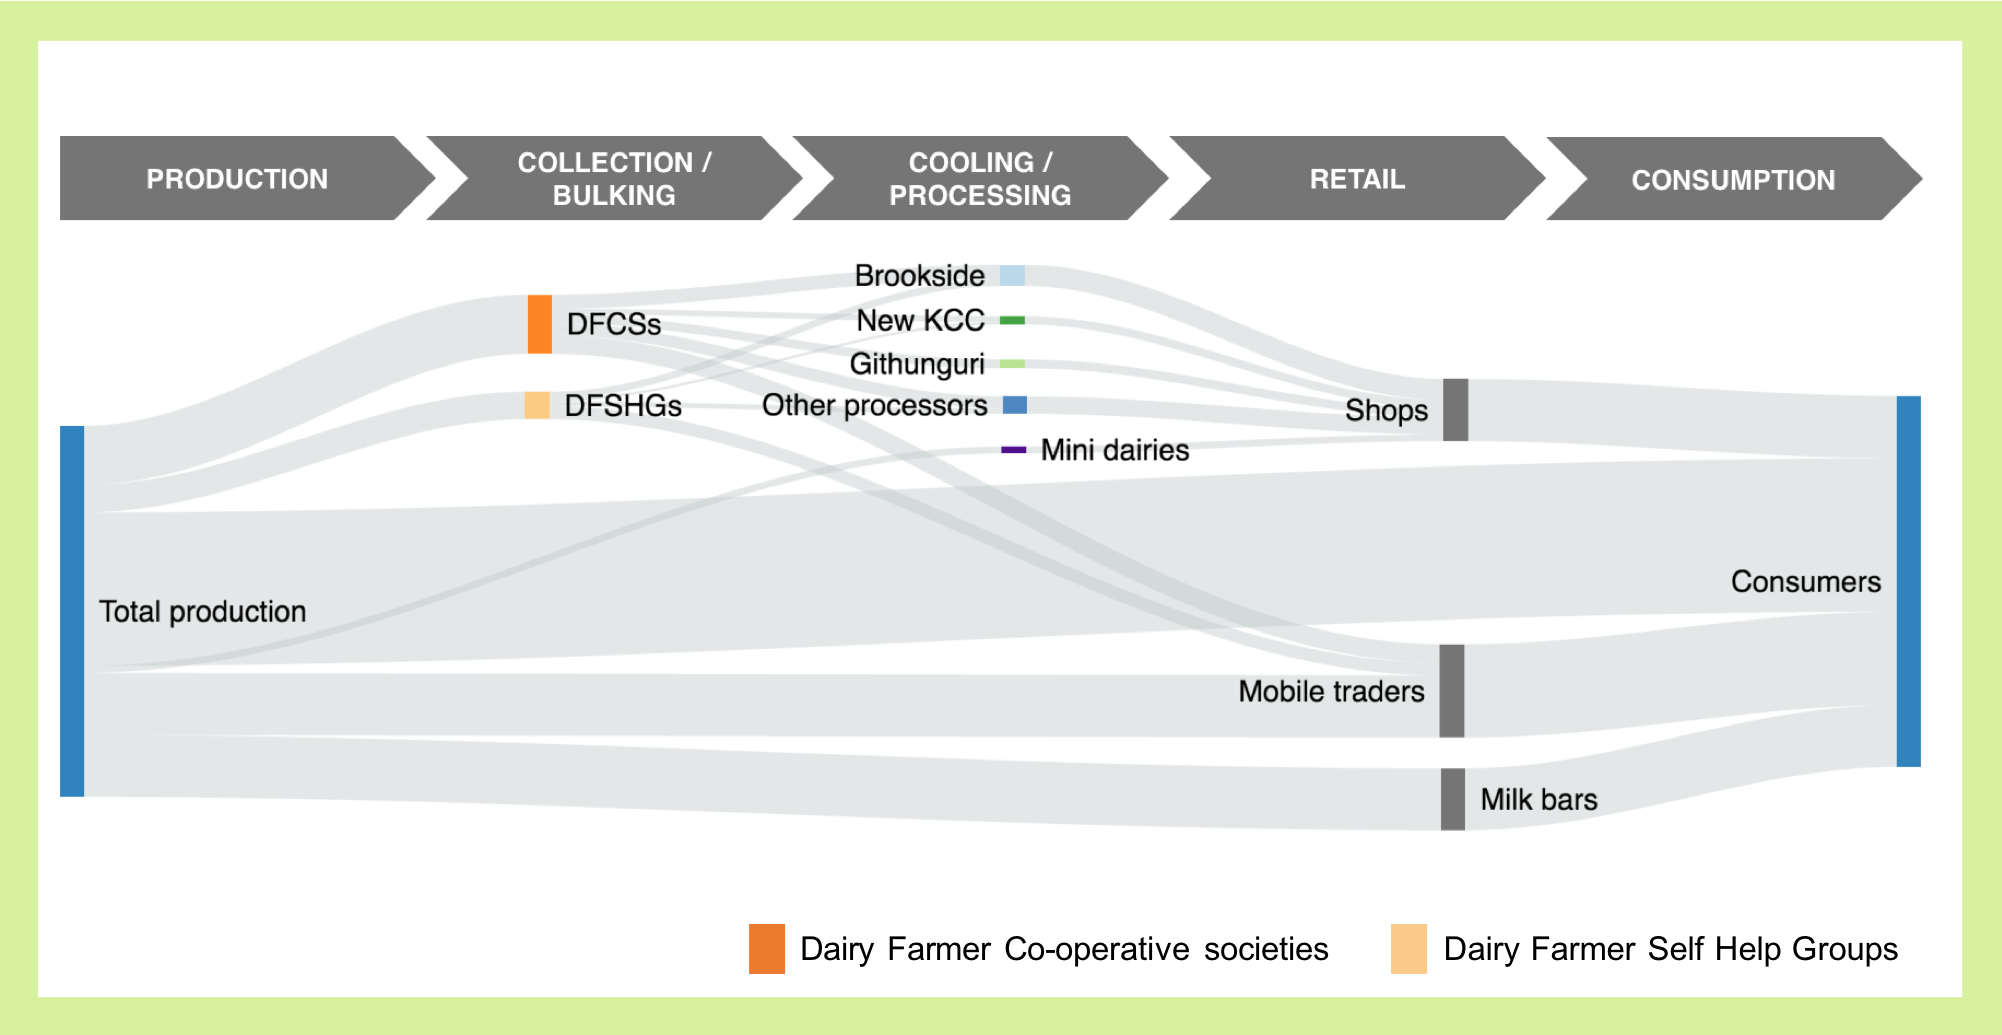 PRODUCTION
COLLECTION /
BULKING
COOLING /
PROCESSING
RETAIL
CONSUMPTION
Brookside
DFCSs
New KCC
Githunguri
DFSHGs
Other processors
Shops
Mini dairies
Total production
Consumers
Mobile traders
Milk bars
Dairy Farmer Co-operative societies
Dairy Farmer Self Help Groups